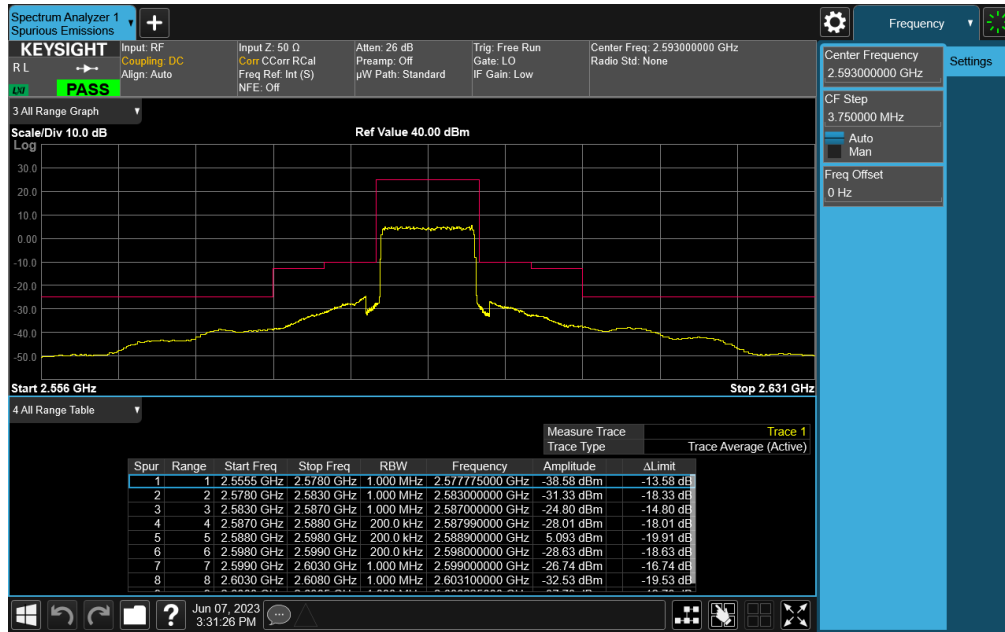 Spectrum Analyzer 1
Spurious Emissions
Frequency
KEYSIGHT
R L
LXI
PASS
Input: RF
Coupling: DC
Align: Auto
Input Z: 50 Ω
Corr CCorr RCal
Freq Ref: Int (S)
NFE: Off
Atten: 26 dB
Preamp: Off
µW Path: Standard
Trig: Free Run
Gate: LO
IF Gain: Low
Center Freq: 2.593000000 GHz
Radio Std: None
Center Frequency
2.593000000 GHz
Settings
CF Step
3.750000 MHz
Auto
Man
Freq Offset
0 Hz
3 All Range Graph
Scale/Div 10.0 dB
Ref Value 40.00 dBm
Log
30.0
20.0
10.0
0.00
-10.0
-20.0
-30.0
-40.0
-50.0
Start 2.556 GHz
Stop 2.631 GHz
4 All Range Table
Measure Trace Trace 1
Trace Type Trace Average (Active)
Spur Range Start Freq Stop Freq RBW Frequency Amplitude ΔLimit
1 1 2.5555 GHz 2.5780 GHz 1.000 MHz 2.577775000 GHz -38.58 dBm -13.58 dB
2 2 2.5780 GHz 2.5830 GHz 1.000 MHz 2.583000000 GHz -31.33 dBm -18.33 dB
3 3 2.5830 GHz 2.5870 GHz 1.000 MHz 2.587000000 GHz -24.80 dBm -14.80 dB
4 4 2.5870 GHz 2.5880 GHz 200.0 kHz 2.587990000 GHz -28.01 dBm -18.01 dB
5 5 2.5880 GHz 2.5980 GHz 200.0 kHz 2.588900000 GHz 5.093 dBm -19.91 dB
6 6 2.5980 GHz 2.5990 GHz 200.0 kHz 2.598000000 GHz -28.63 dBm -18.63 dB
7 7 2.5990 GHz 2.6030 GHz 1.000 MHz 2.599000000 GHz -26.74 dBm -16.74 dB
8 8 2.6030 GHz 2.6080 GHz 1.000 MHz 2.603100000 GHz -32.53 dBm -19.53 dB
Jun 07, 2023
3:31:26 PM